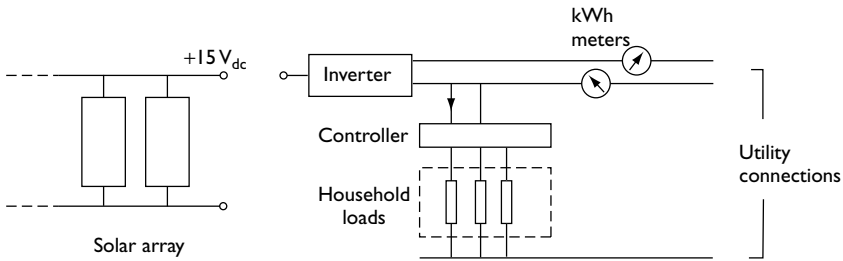 kWh
meters
+15 V_dc
Inverter
Controller
Household
loads
Utility
connections
Solar array